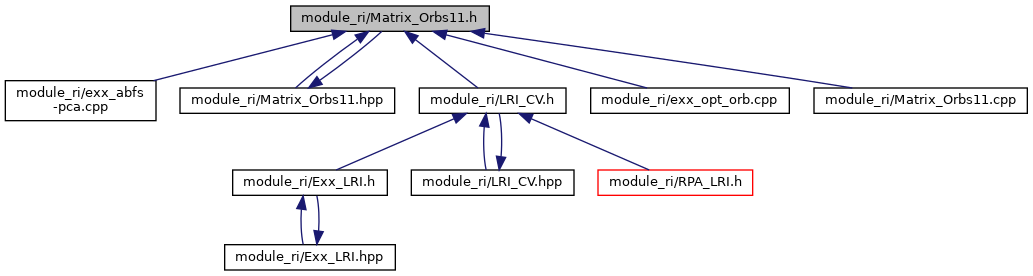 module_ri/Matrix_Orbs11.h
module_ri/exx_abfs
-pca.cpp
module_ri/Matrix_Orbs11.hpp
module_ri/LRI_CV.h
module_ri/exx_opt_orb.cpp
module_ri/Matrix_Orbs11.cpp
module_ri/Exx_LRI.h
module_ri/LRI_CV.hpp
module_ri/RPA_LRI.h
module_ri/Exx_LRI.hpp